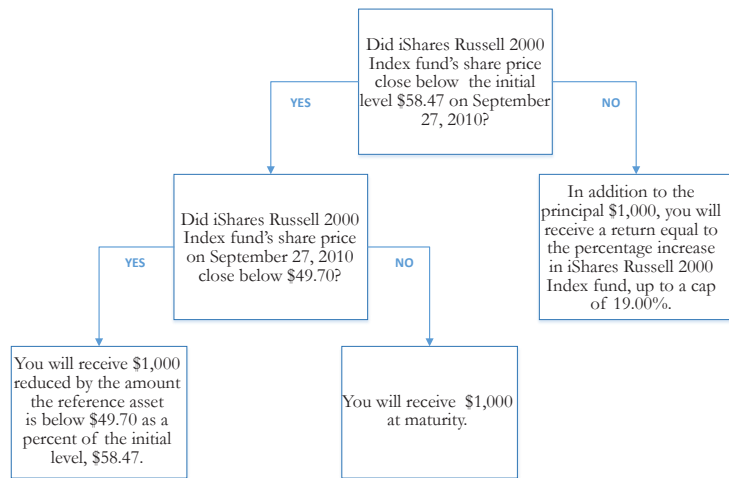 Did iShares Russell 2000
Index fund's share price
close below the initial
level $58.47 on September
27, 2010?
YES
NO
Did iShares Russell 2000
Index fund's share price
on September 27, 2010
close below $49.70?
In addition to the
principal $1,000, you will
receive a return equal to
the percentage increase
in iShares Russell 2000
Index fund, up to a cap
of 19.00%.
YES
NO
You will receive $1,000
reduced by the amount
the reference asset
is below $49.70 as a
percent of the initial
level, $58.47.
You will receive $1,000
at maturity.